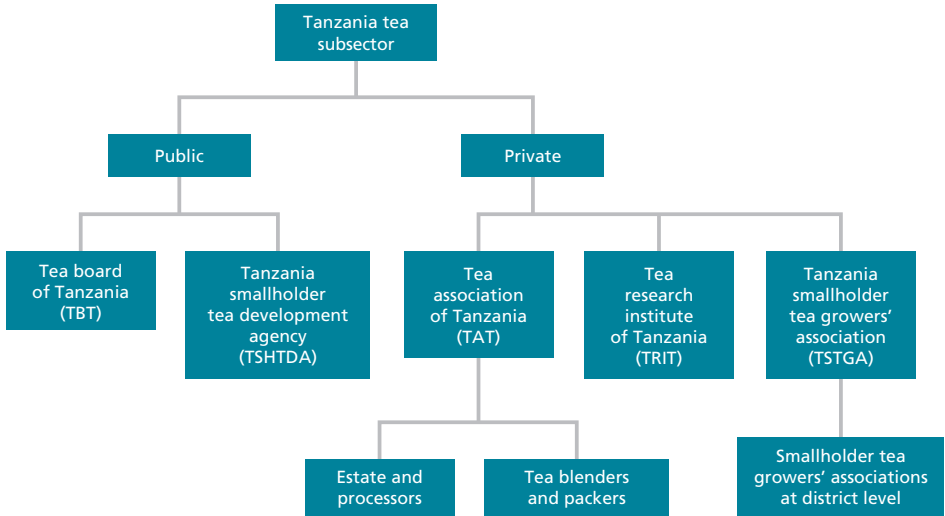 Tanzania tea
subsector
Public
Private
Tea board
of Tanzania
(TBT)
Tanzania
smallholder
tea development
agency
(TSHTDA)
Tea
association
of Tanzania
(TAT)
Tea
research
institute
of Tanzania
(TRIT)
Tanzania
smallholder
tea growers’
association
(TSTGA)
Estate and
processors
Tea blenders
and packers
Smallholder tea
growers’ associations
at district level